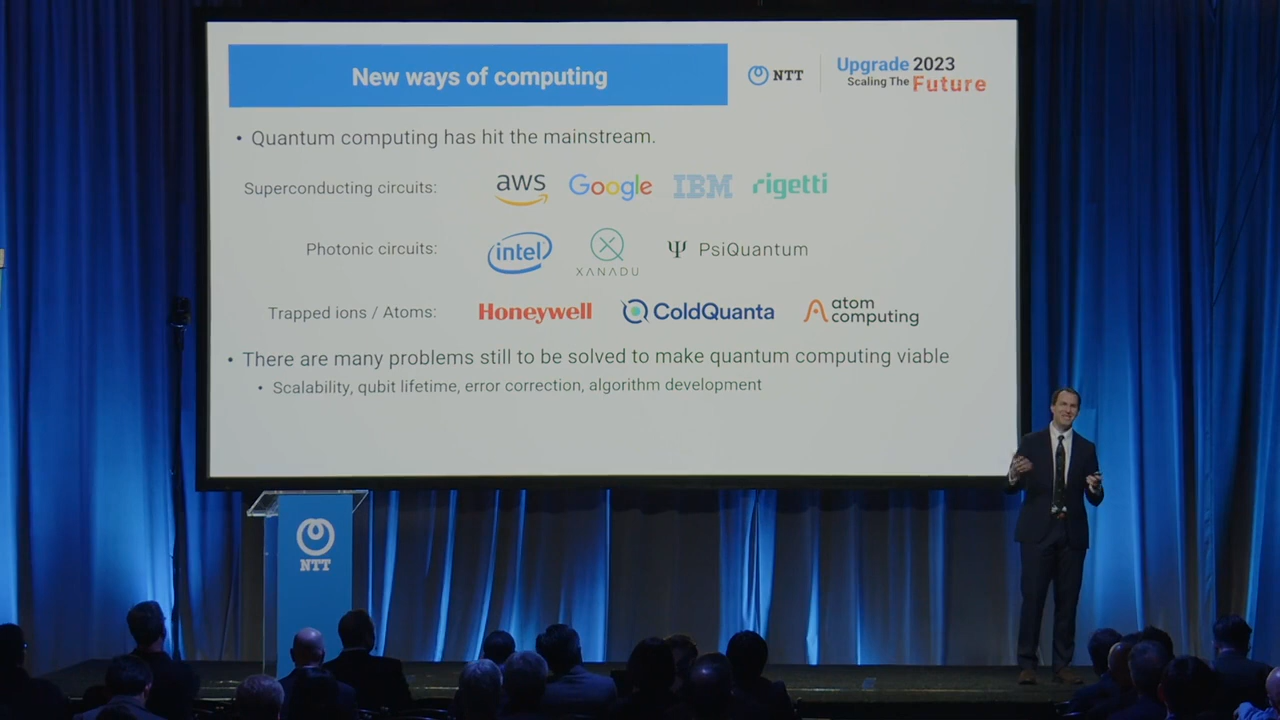 New ways of computing
NTT
Upgrade 2023
Scaling The Future
• Quantum computing has hit the mainstream.
Superconducting circuits: aws Google IBM rigetti
Photonic circuits: intel XANADU Ψ PsiQuantum
Trapped ions / Atoms: Honeywell ColdQuanta atom computing
• There are many problems still to be solved to make quantum computing viable
• Scalability, qubit lifetime, error correction, algorithm development
NTT